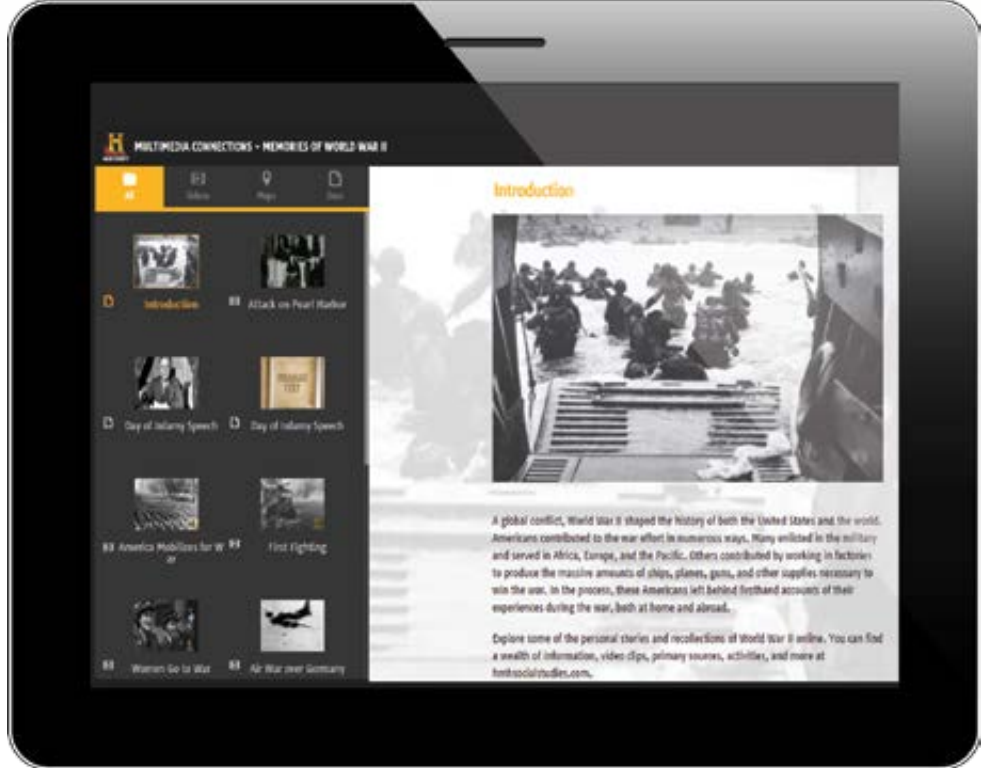 H
HISTORY
MULTIMEDIA CONNECTIONS - MEMORIES OF WORLD WAR II
All
Videos
Maps
Docs
Introduction
Attack on Pearl Harbor
Day of Infamy Speech
Day of Infamy Speech
America Mobilizes for W
ar
First Fighting
Women Go to War
Air War over Germany
Introduction
A global conflict, World War II shaped the history of both the United States and the world.
Americans contributed to the war effort in numerous ways. Many enlisted in the military
and served in Africa, Europe, and the Pacific. Others contributed by working in factories
to produce the massive amounts of ships, planes, guns, and other supplies necessary to
win the war. In the process, these Americans left behind firsthand accounts of their
experiences during the war, both at home and abroad.
Explore some of the personal stories and recollections of World War II online. You can find
a wealth of information, video clips, primary sources, activities, and more at
hmhsocialstudies.com.